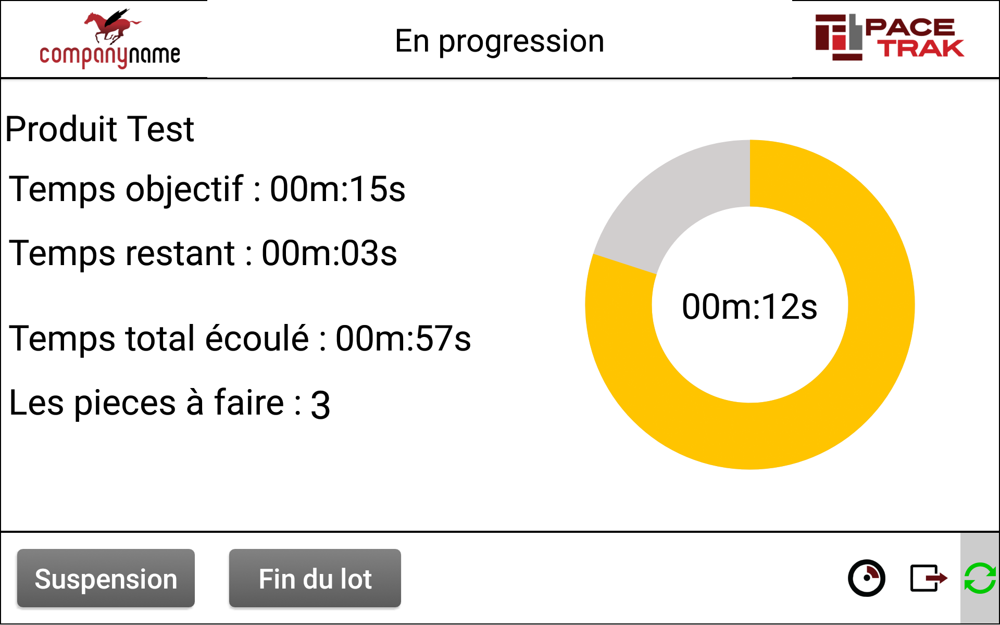 companyname
En progression
PACE
TRAK
Produit Test
Temps objectif : 00m:15s
Temps restant : 00m:03s
Temps total écoulé : 00m:57s
Les pieces à faire : 3
00m:12s
Suspension
Fin du lot